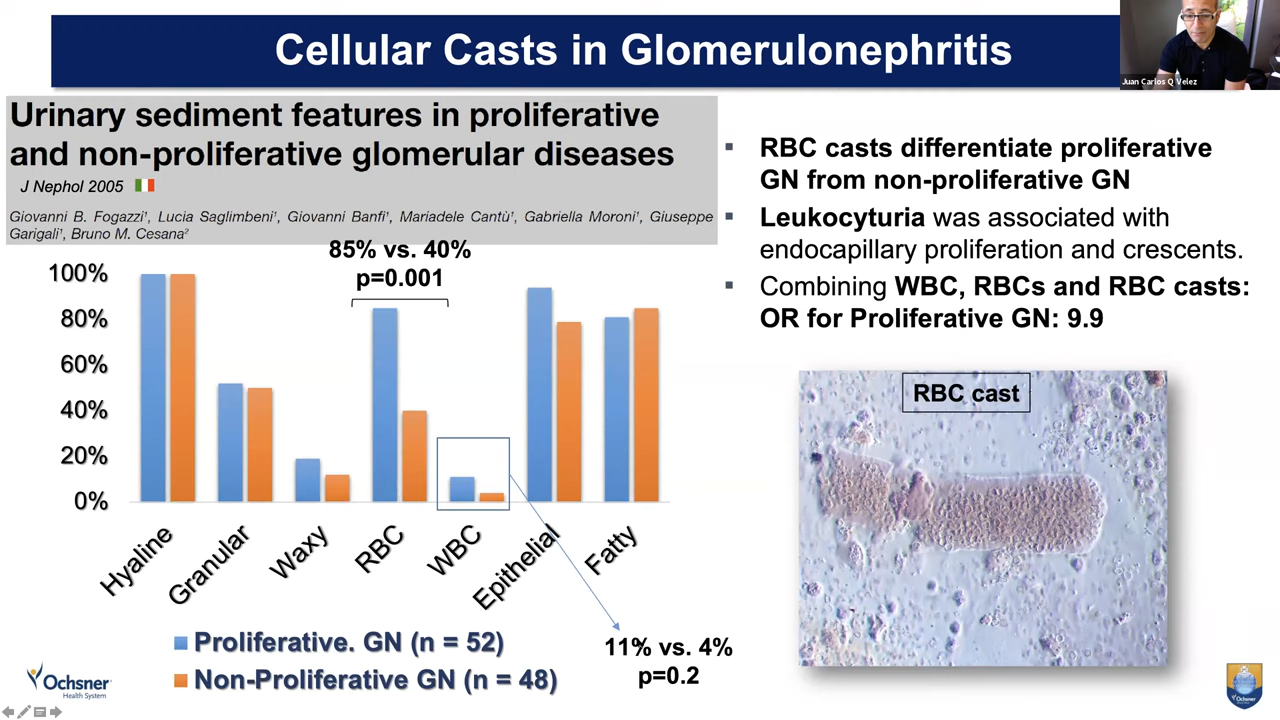 Cellular Casts in Glomerulonephritis
Juan Carlos Q Velez
Urinary sediment features in proliferative
and non-proliferative glomerular diseases
J Nephol 2005
Giovanni B. Fogazzi¹, Lucia Saglimbeni¹, Giovanni Banfi¹, Mariadele Cantù¹, Gabriella Moroni¹, Giuseppe
Garigali¹, Bruno M. Cesana²
85% vs. 40%
p=0.001
100%
80%
60%
40%
20%
0%
Hyaline
Granular
Waxy
RBC
WBC
Epithelial
Fatty
Proliferative. GN (n = 52)
Non-Proliferative GN (n = 48)
11% vs. 4%
p=0.2
▪ RBC casts differentiate proliferative
GN from non-proliferative GN
▪ Leukocyturia was associated with
endocapillary proliferation and crescents.
▪ Combining WBC, RBCs and RBC casts:
OR for Proliferative GN: 9.9
RBC cast
Ochsner
Health System
Ochsner